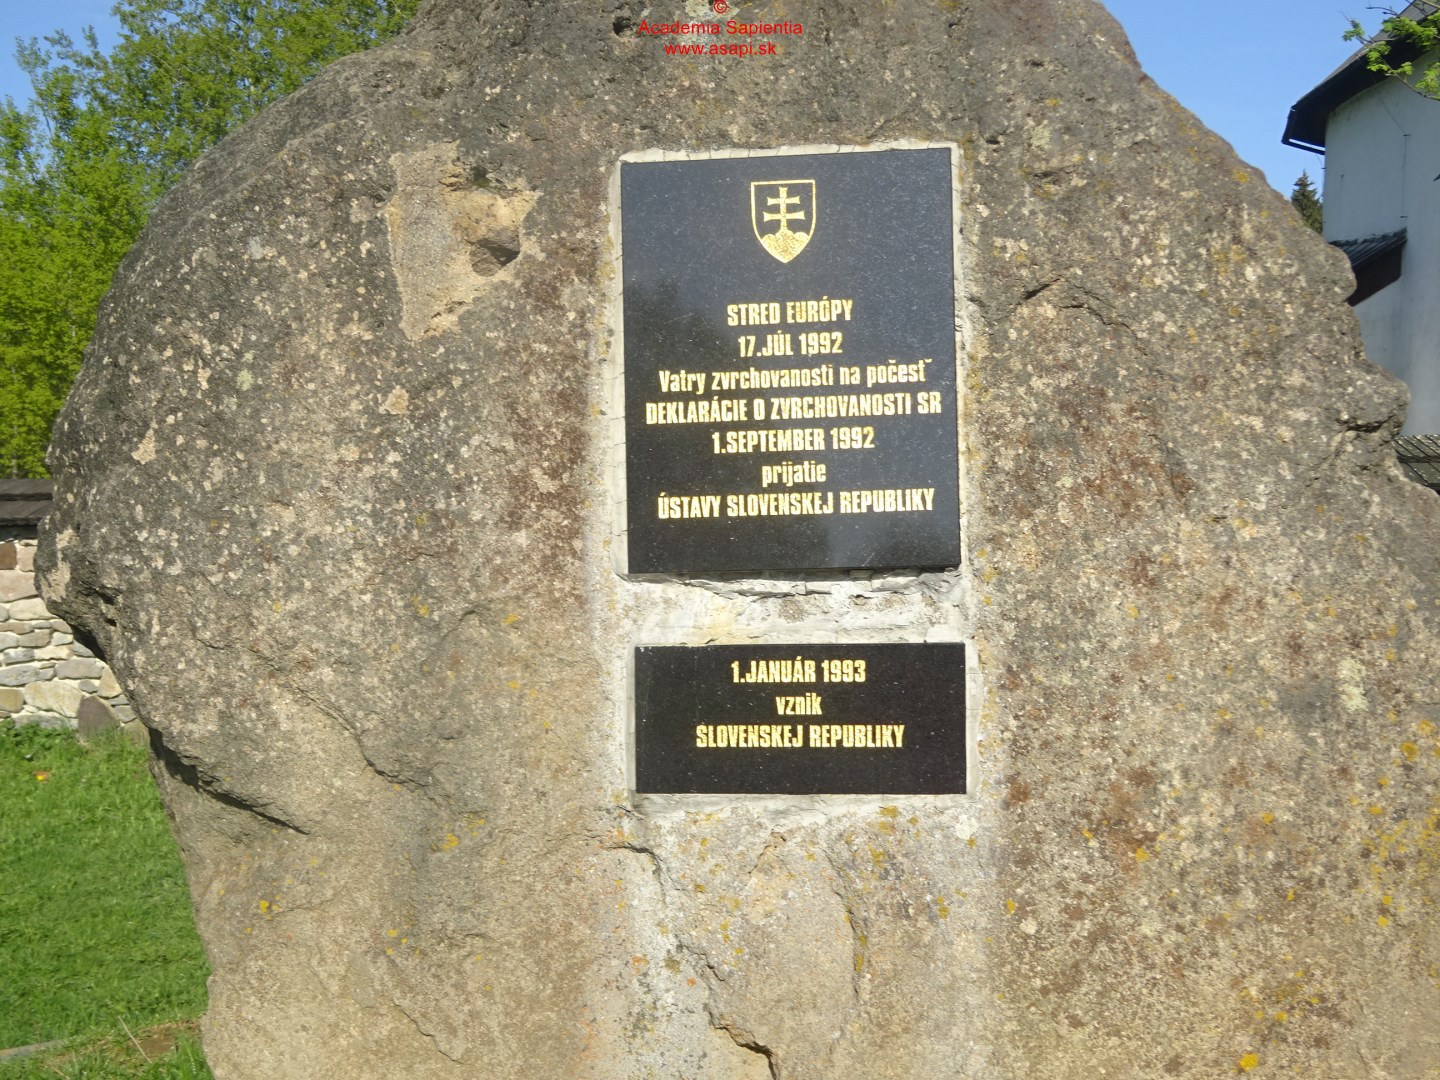 ©
Academia Sapientia
www.asapi.sk
STRED EURÓPY
17.JÚL 1992
Vatry zvrchovanosti na počesť
DEKLARÁCIE O ZVRCHOVANOSTI SR
1.SEPTEMBER 1992
prijatie
ÚSTAVY SLOVENSKEJ REPUBLIKY
1.JANUÁR 1993
vznik
SLOVENSKEJ REPUBLIKY